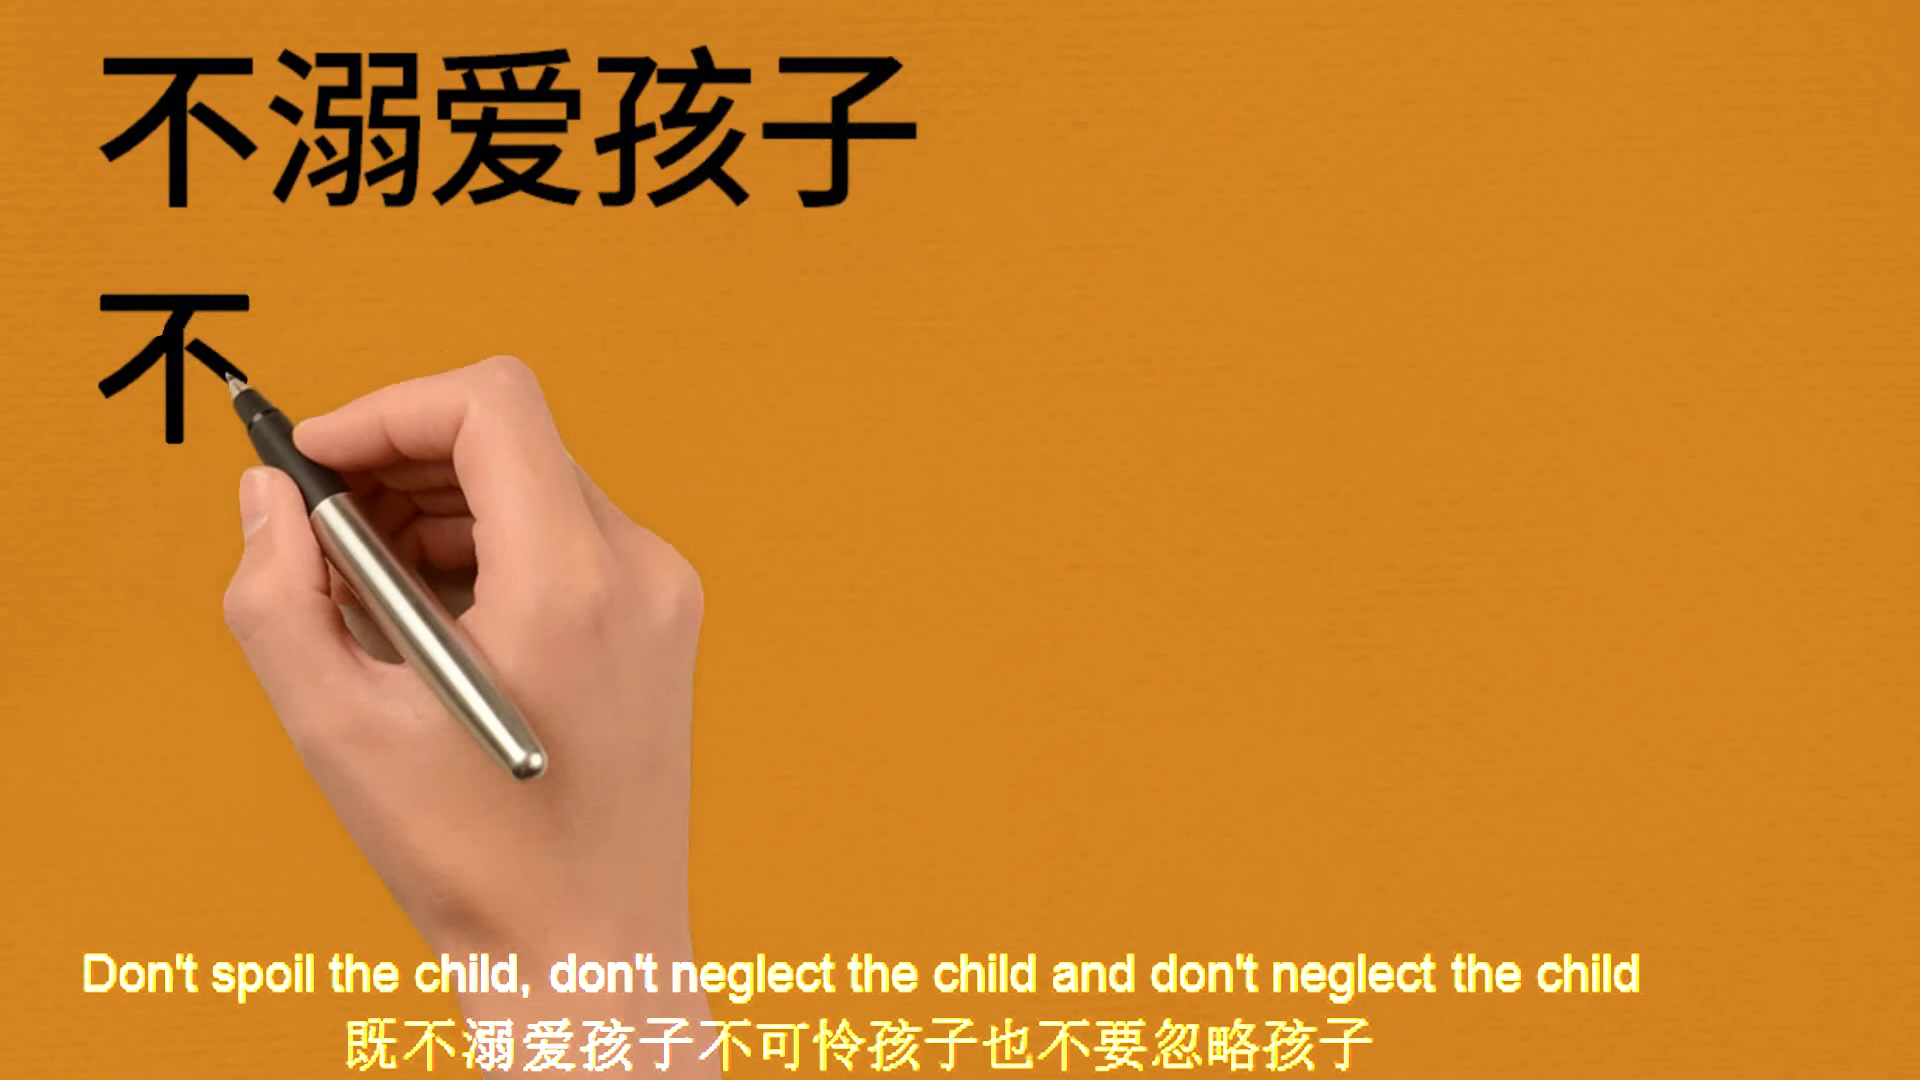 不溺爱孩子
不
Don't spoil the child, don't neglect the child and don't neglect the child
既不溺爱孩子不可怜孩子也不要忽略孩子